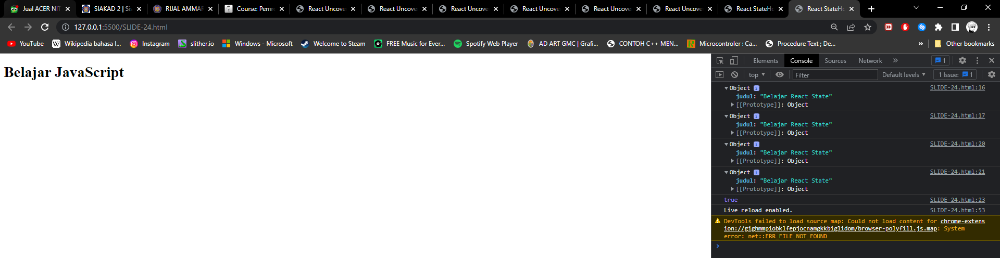 Jual ACER NIT
SIAKAD 2 | Sis
RIJAL AMMAR
Course: Pemr
React Uncove
React Uncove
React Uncove
React Uncove
React Uncove
React Uncove
React StateHo
React StateHo
127.0.0.1:5500/SLIDE-24.html
YouTube
Wikipedia bahasa I...
Instagram
slither.io
Windows - Microsoft
Welcome to Steam
FREE Music for Ever...
Spotify Web Player
AD ART GMC | Grafi...
CONTOH C++ MEN...
Microcontroler : Ca...
Procedure Text ; De...
»
Other bookmarks
Belajar JavaScript
Elements Console Sources Network » 1
top Filter Default levels 1 Issue: 1
Object i SLIDE-24.html:16
judul: "Belajar React State"
[[Prototype]]: Object
Object i SLIDE-24.html:17
judul: "Belajar React State"
[[Prototype]]: Object
Object i SLIDE-24.html:20
judul: "Belajar React State"
[[Prototype]]: Object
Object i SLIDE-24.html:21
judul: "Belajar React State"
[[Prototype]]: Object
true SLIDE-24.html:23
Live reload enabled. SLIDE-24.html:53
DevTools failed to load source map: Could not load content for chrome-extens
ion://gighmmpiobklfepjocnamgkkbiglidom/browser-polyfill.js.map: System
error: net::ERR_FILE_NOT_FOUND